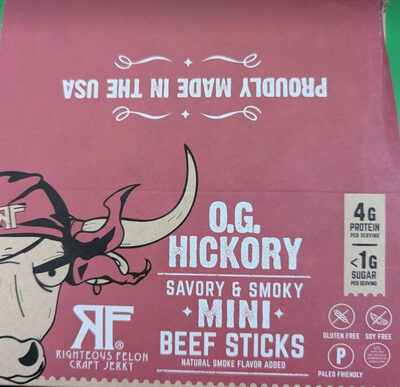 PROUDLY MADE IN THE USA
RF
O.G.
HICKORY
SAVORY & SMOKY
MINI
BEEF STICKS
NATURAL SMOKE FLAVOR ADDED
RF®
RIGHTEOUS FELON
CRAFT JERKY
4G
PROTEIN
PER SERVING
<1G
SUGAR
PER SERVING
GLUTEN FREE
SOY FREE
P
PALEO FRIENDLY